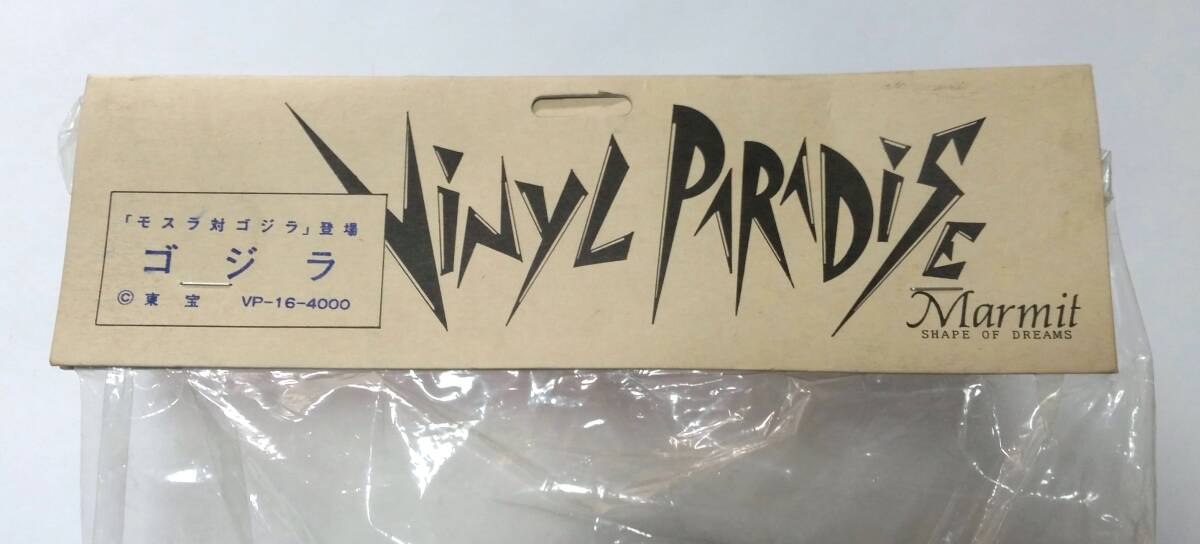 ViNYL PARADiSE
「モスラ対ゴジラ」登場
ゴジラ
© 東宝 VP-16-4000
Marmit
SHAPE OF DREAMS